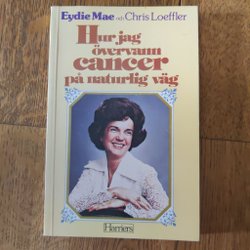 Eydie Mae och Chris Loeffler
Hur jag
övervann
cancer
på naturlig väg
Harriers